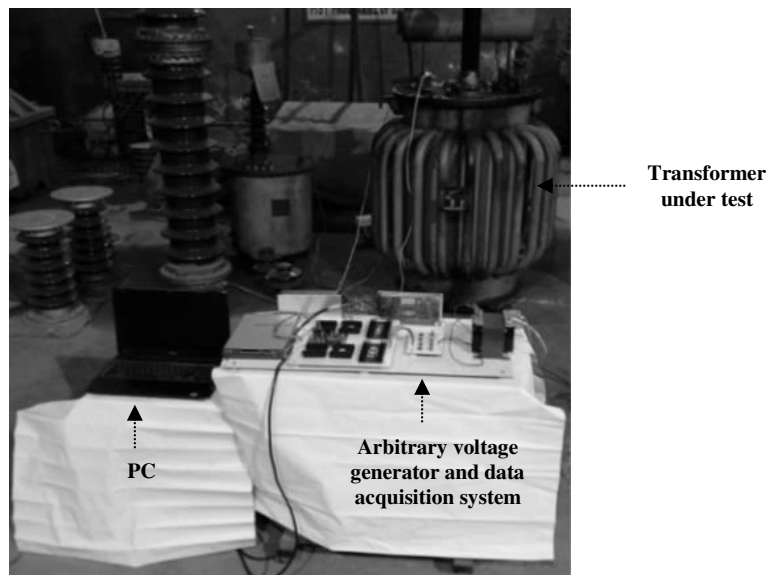 Transformer
under test
PC
Arbitrary voltage
generator and data
acquisition system